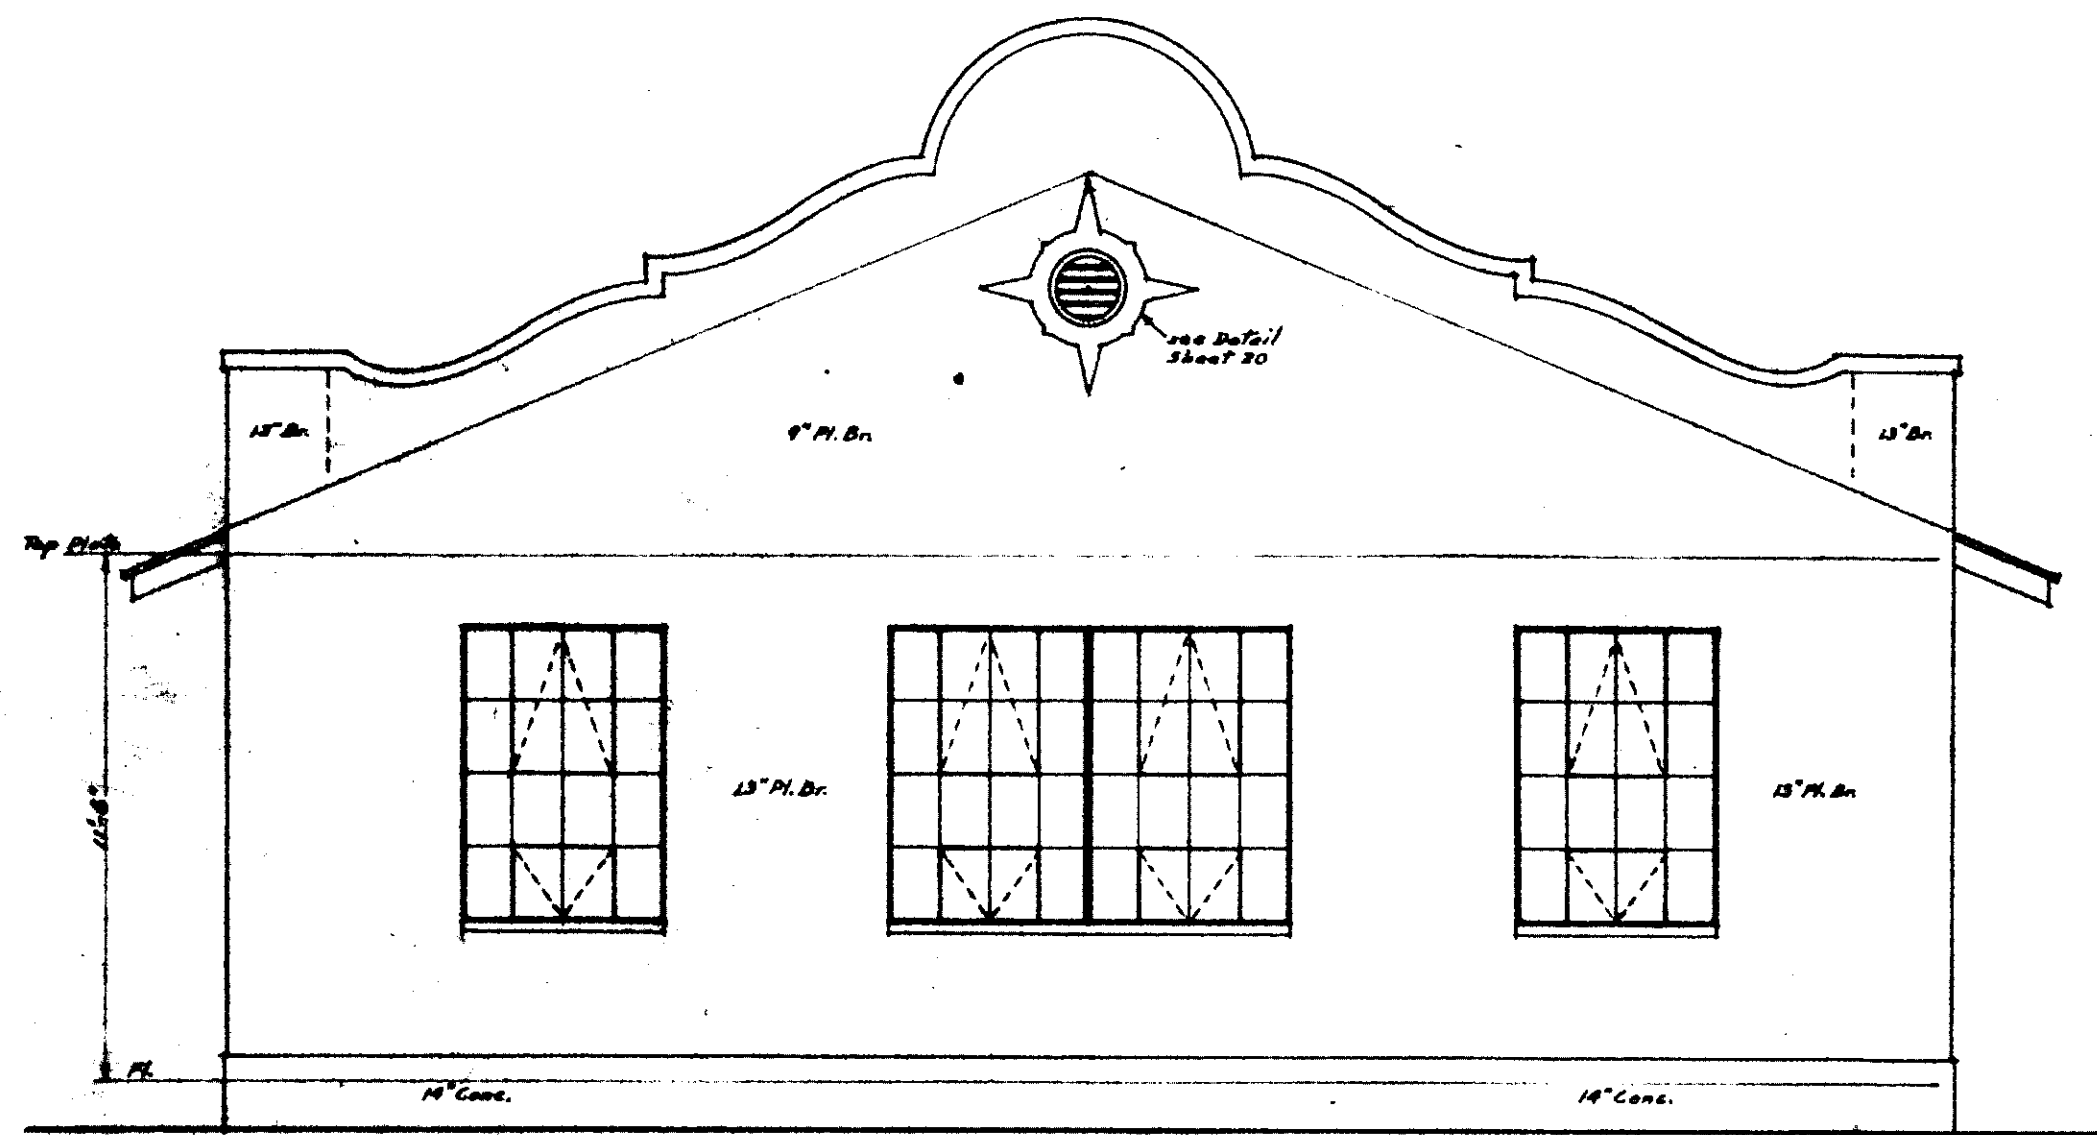 see Detail
Sheet 20
13" Br.
9" Pl. Br.
13" Br.
Top Plate
13" Pl. Br.
13" Pl. Br.
Fl.
14" Conc.
14" Conc.